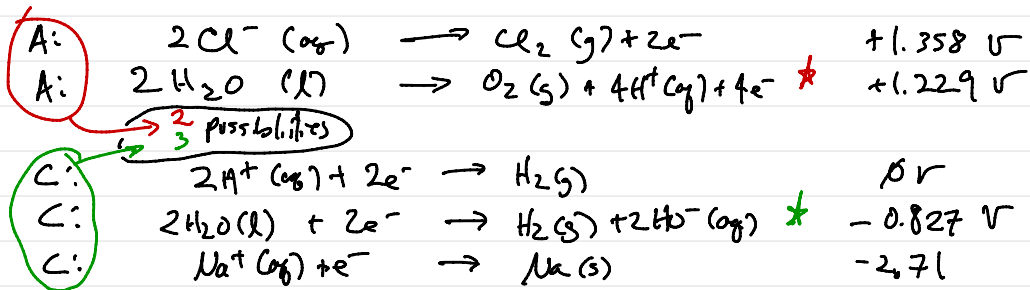 A: 2Cl⁻ (aq) → Cl₂ (g) + 2e⁻ +1.358 V
A: 2H₂O (l) → O₂(g) + 4H⁺(aq) + 4e⁻ * +1.229 V
2
3 possibilities
C: 2H⁺ (aq) + 2e⁻ → H₂(g) ∅ V
C: 2H₂O(l) + 2e⁻ → H₂(g) + 2HO⁻(aq) * - 0.827 V
C: Na⁺(aq) + e⁻ → Na (s) -2.71